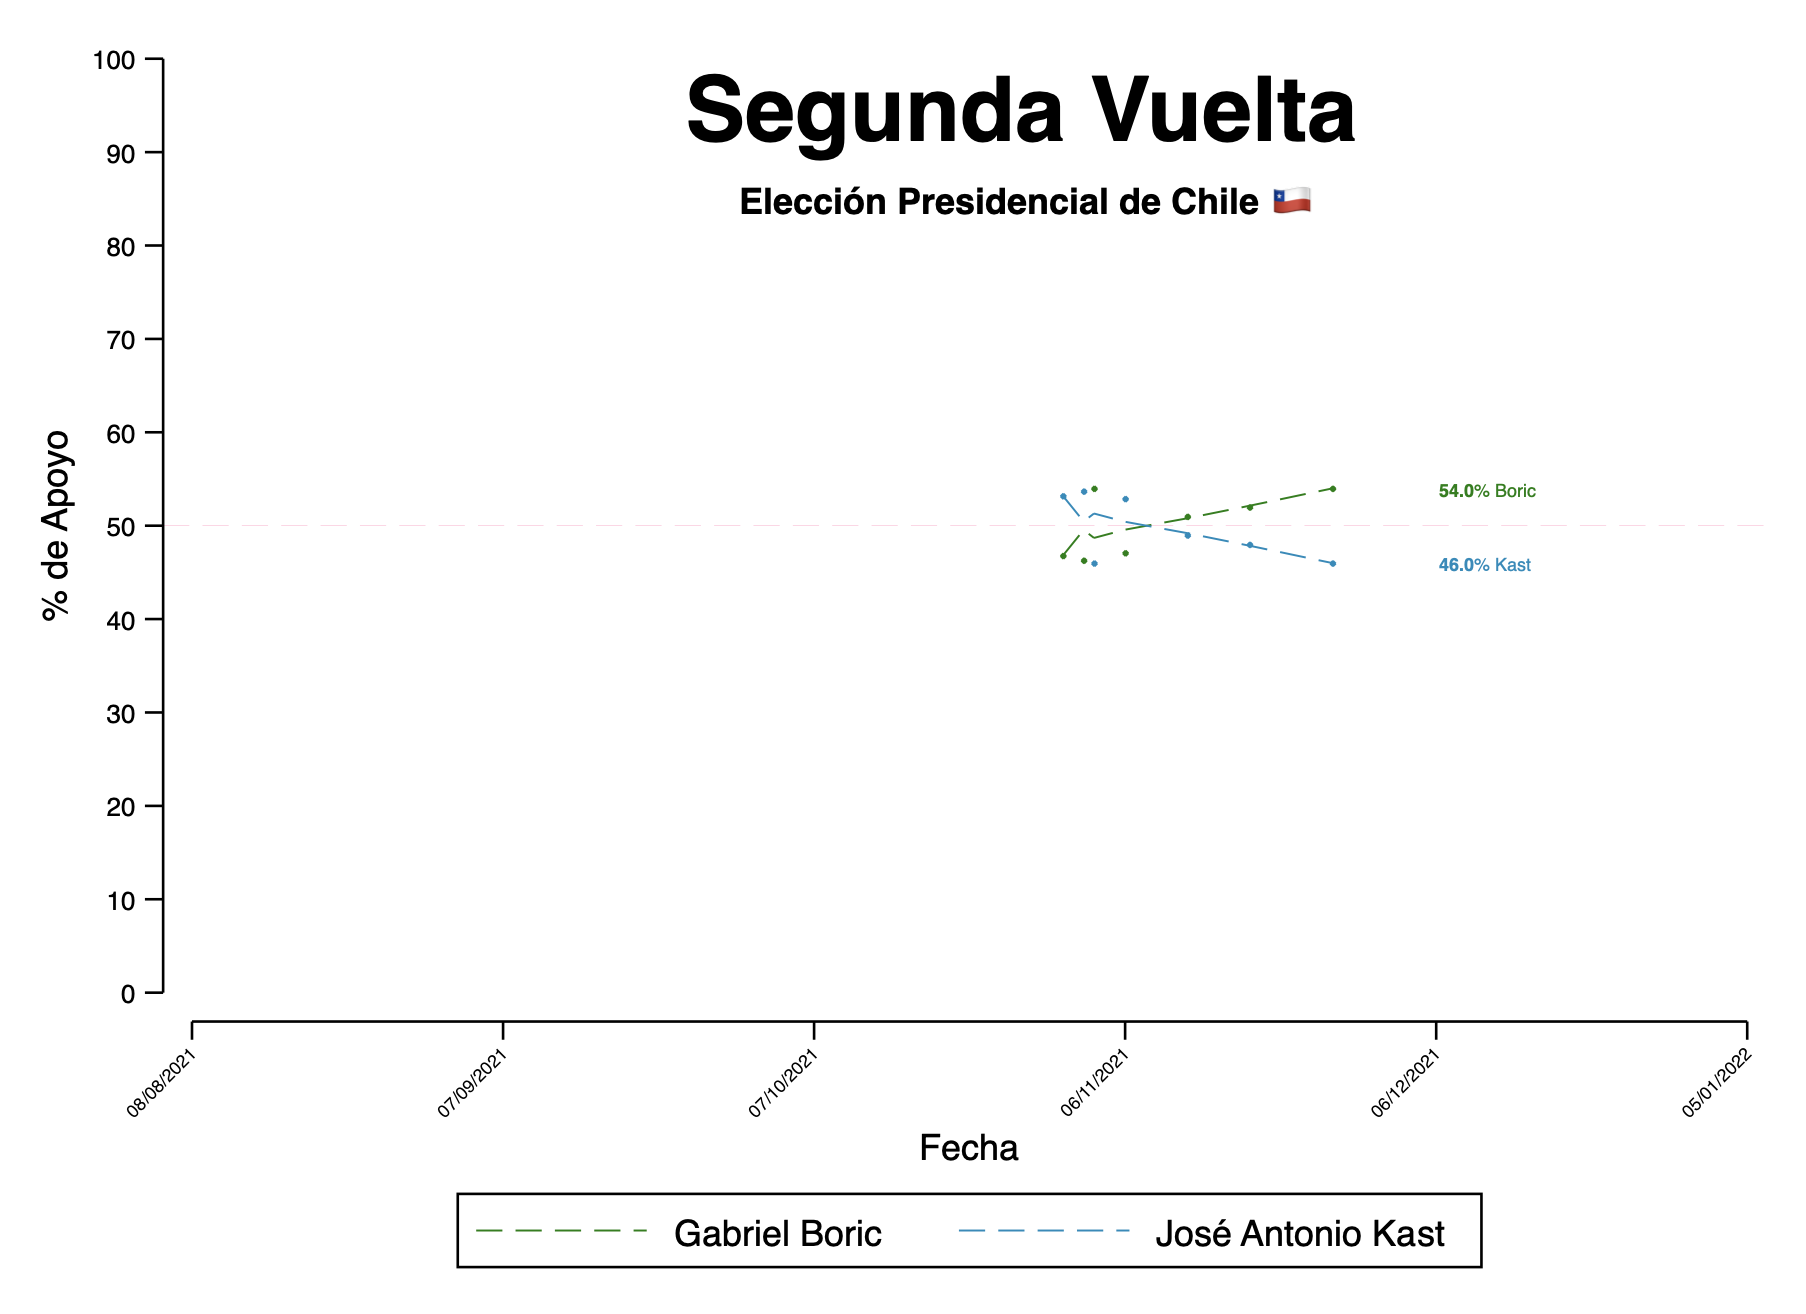 Segunda Vuelta
Elección Presidencial de Chile 🇨🇱
% de Apoyo
100
90
80
70
60
50
40
30
20
10
0
54.0% Boric
46.0% Kast
08/08/2021
07/09/2021
07/10/2021
06/11/2021
06/12/2021
05/01/2022
Fecha
Gabriel Boric
José Antonio Kast